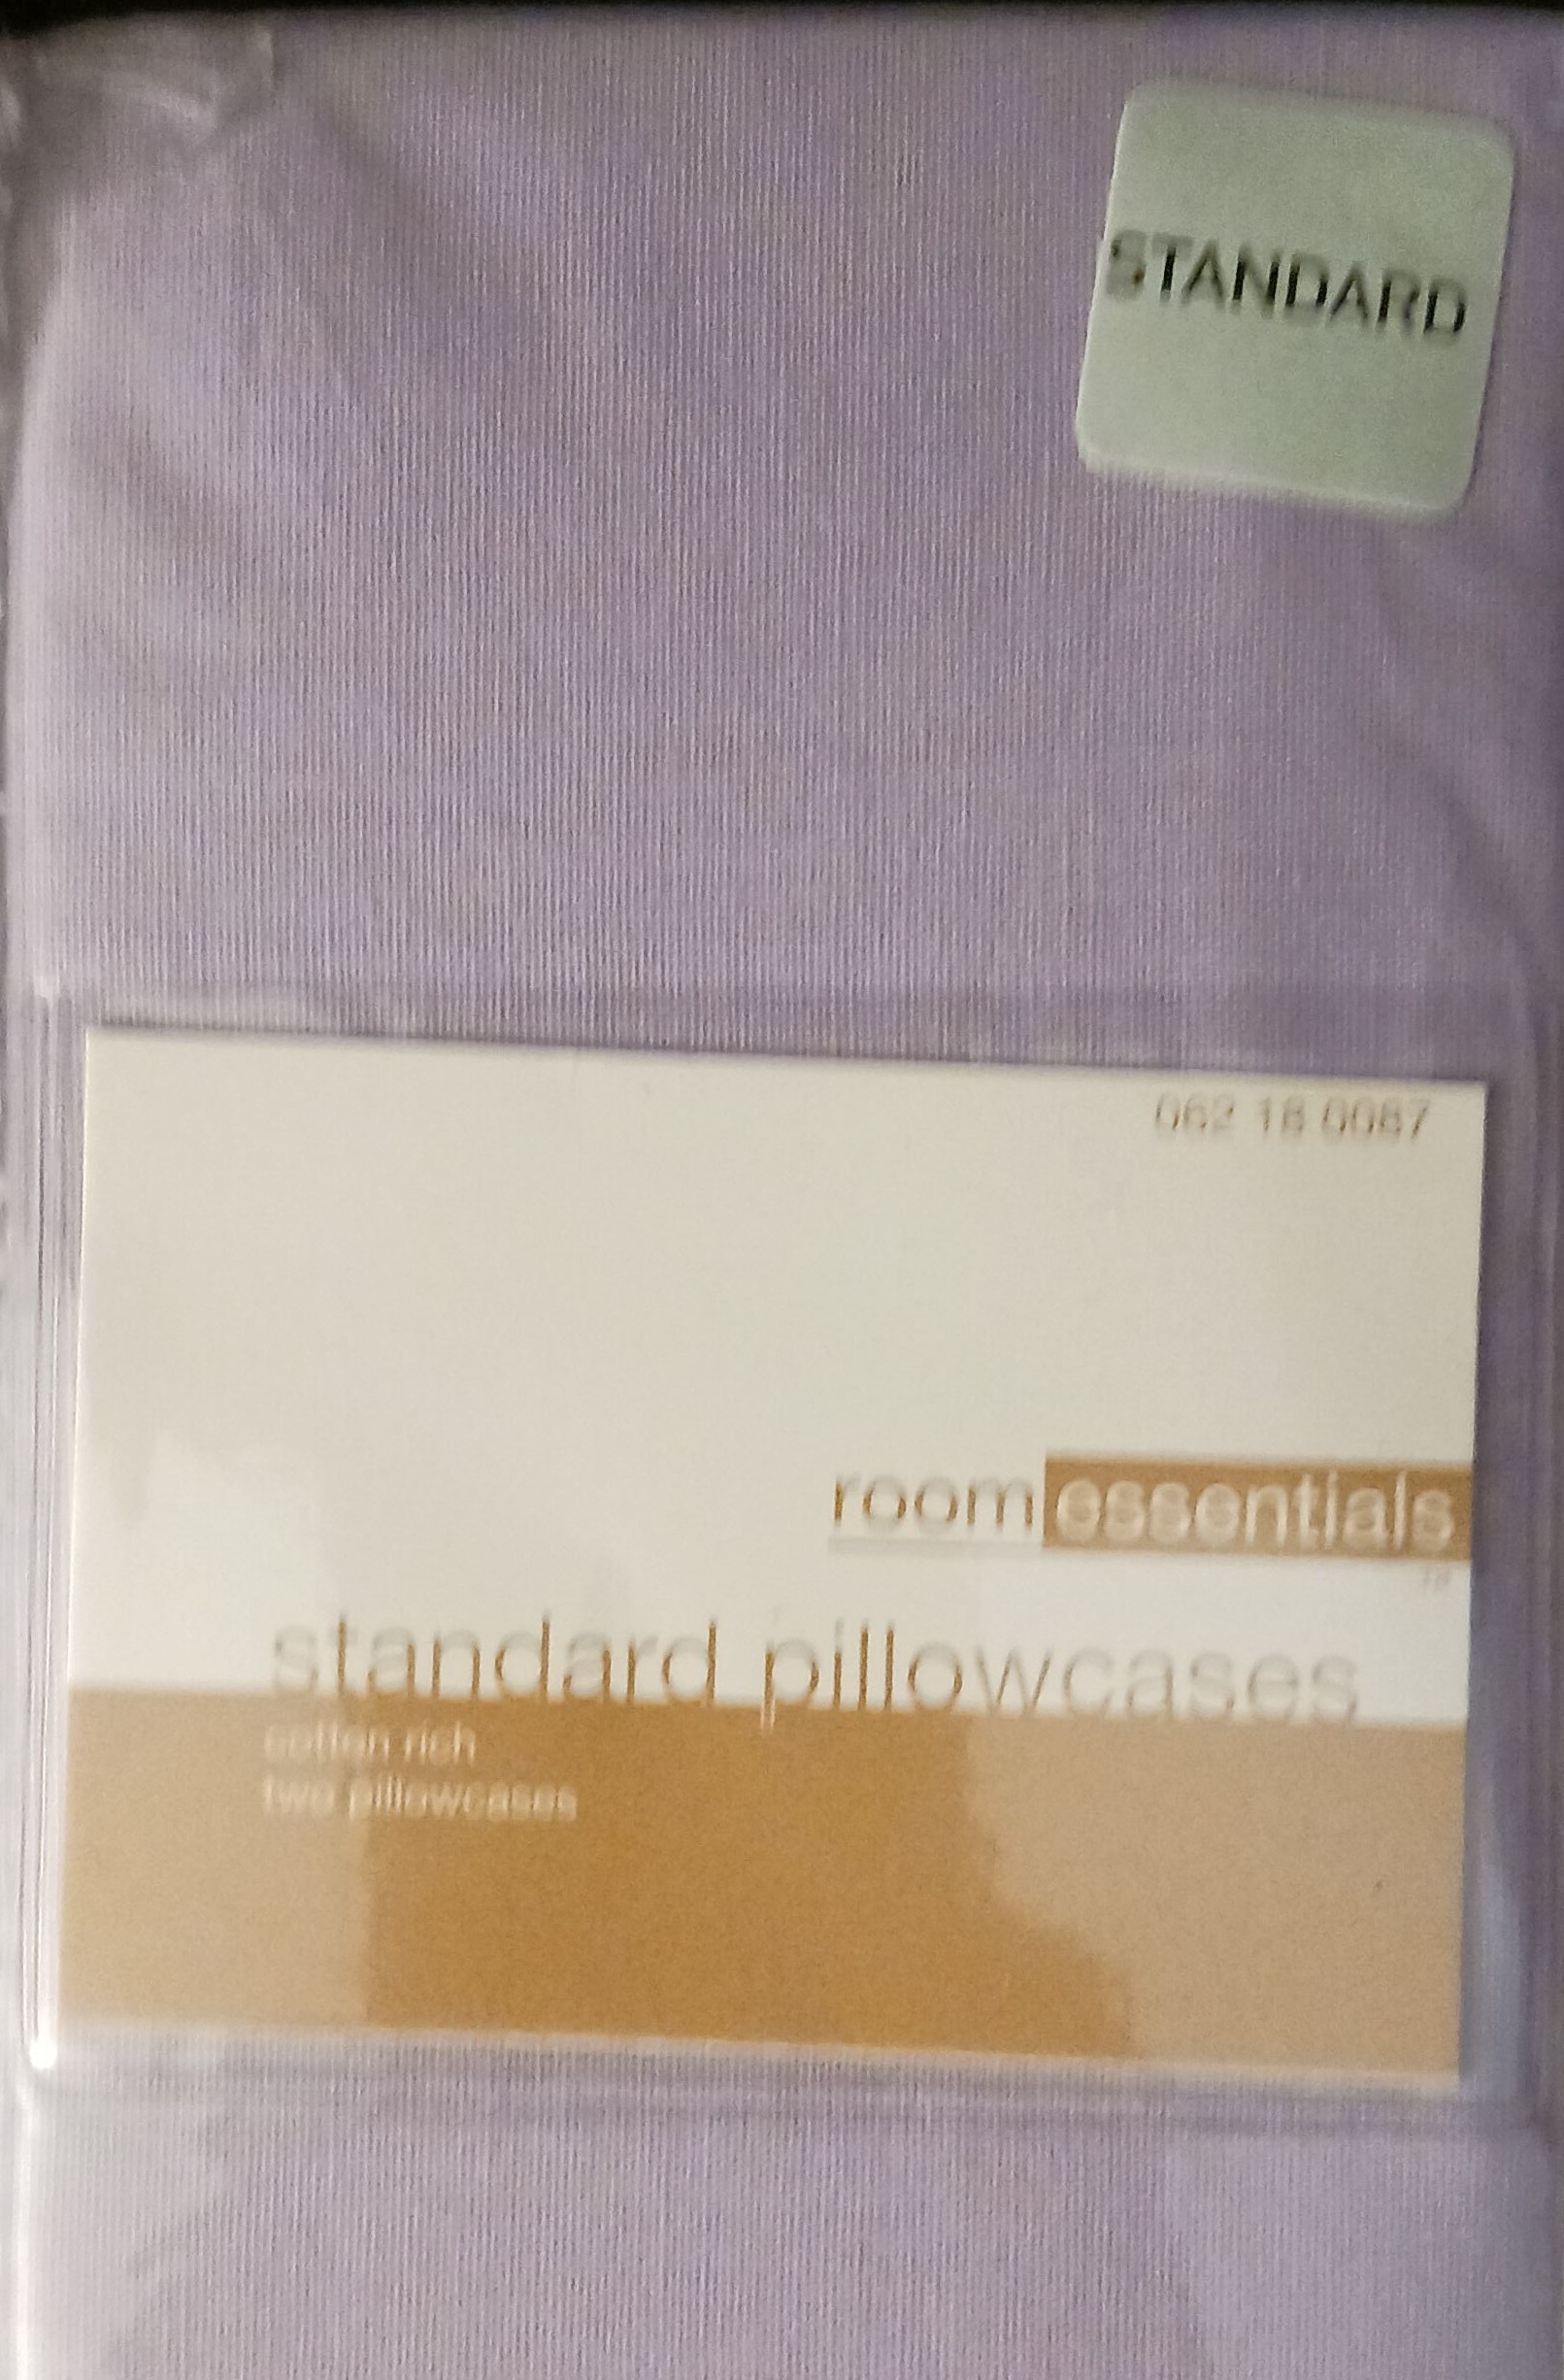 STANDARD
062 18 0087
room essentials
standard pillowcases
cotton rich
two pillowcases